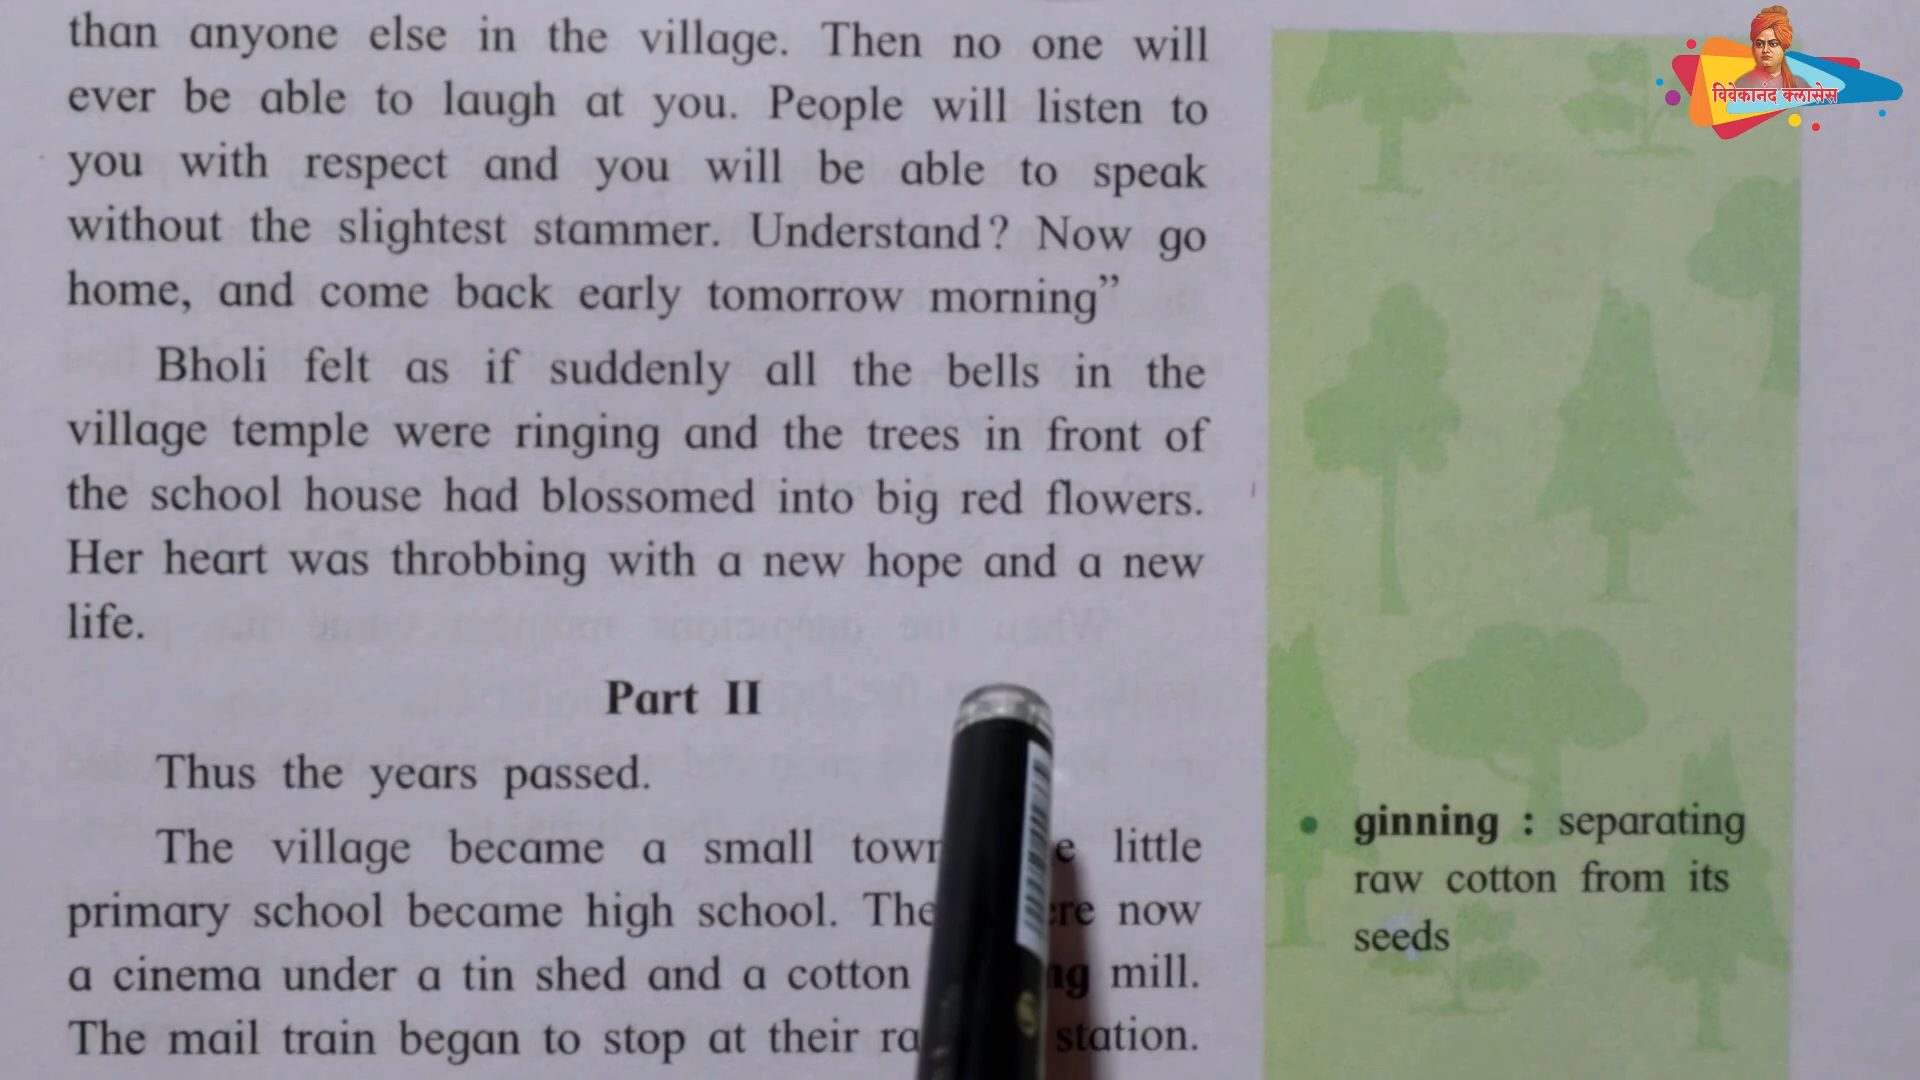 than anyone else in the village. Then no one will
ever be able to laugh at you. People will listen to
you with respect and you will be able to speak
without the slightest stammer. Understand? Now go
home, and come back early tomorrow morning”
Bholi felt as if suddenly all the bells in the
village temple were ringing and the trees in front of
the school house had blossomed into big red flowers.
Her heart was throbbing with a new hope and a new
life.
Part II
Thus the years passed.
The village became a small town little
primary school became high school. now
a cinema under a tin shed and a cotton mill.
The mail train began to stop at their station.
विवेकानंद क्लासेस
• ginning : separating
raw cotton from its
seeds